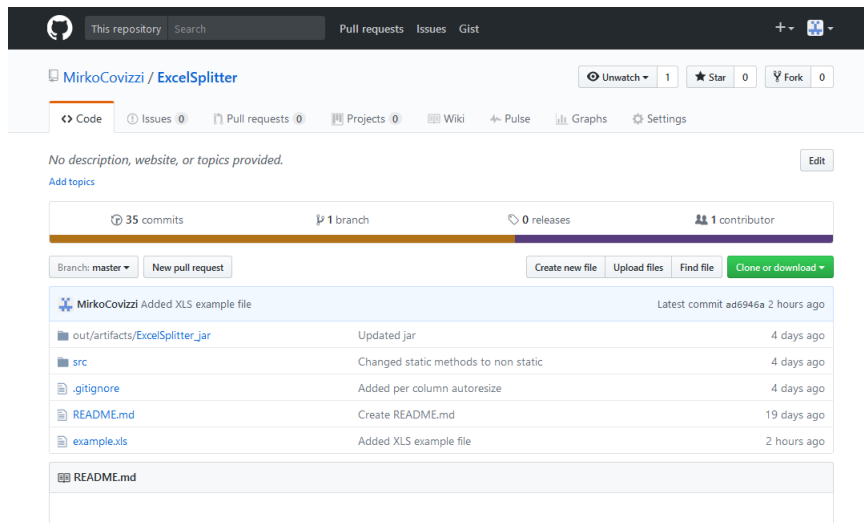 This repository Search Pull requests Issues Gist
MirkoCovizzi / ExcelSplitter Unwatch 1 Star 0 Fork 0
Code Issues 0 Pull requests 0 Projects 0 Wiki Pulse Graphs Settings
No description, website, or topics provided. Edit
Add topics
35 commits 1 branch 0 releases 1 contributor
Branch: master New pull request Create new file Upload files Find file Clone or download
MirkoCovizzi Added XLS example file Latest commit ad6946a 2 hours ago
out/artifacts/ExcelSplitter_jar Updated jar 4 days ago
src Changed static methods to non static 4 days ago
.gitignore Added per column autoresize 4 days ago
README.md Create README.md 19 days ago
example.xls Added XLS example file 2 hours ago
README.md